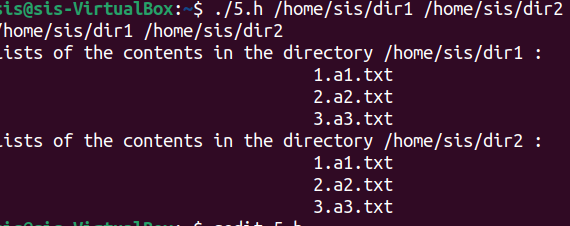 sis@sis-VirtualBox:~$ ./5.h /home/sis/dir1 /home/sis/dir2
/home/sis/dir1 /home/sis/dir2
Lists of the contents in the directory /home/sis/dir1 :
1.a1.txt
2.a2.txt
3.a3.txt
Lists of the contents in the directory /home/sis/dir2 :
1.a1.txt
2.a2.txt
3.a3.txt